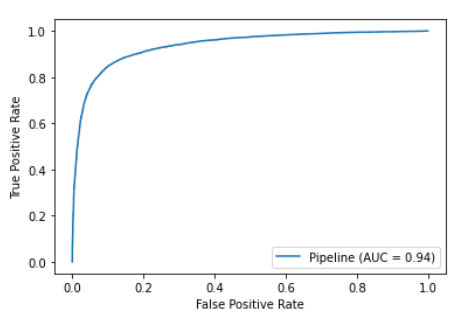 1.0
0.8
0.6
0.4
0.2
0.0
True Positive Rate
Pipeline (AUC = 0.94)
0.0 0.2 0.4 0.6 0.8 1.0
False Positive Rate